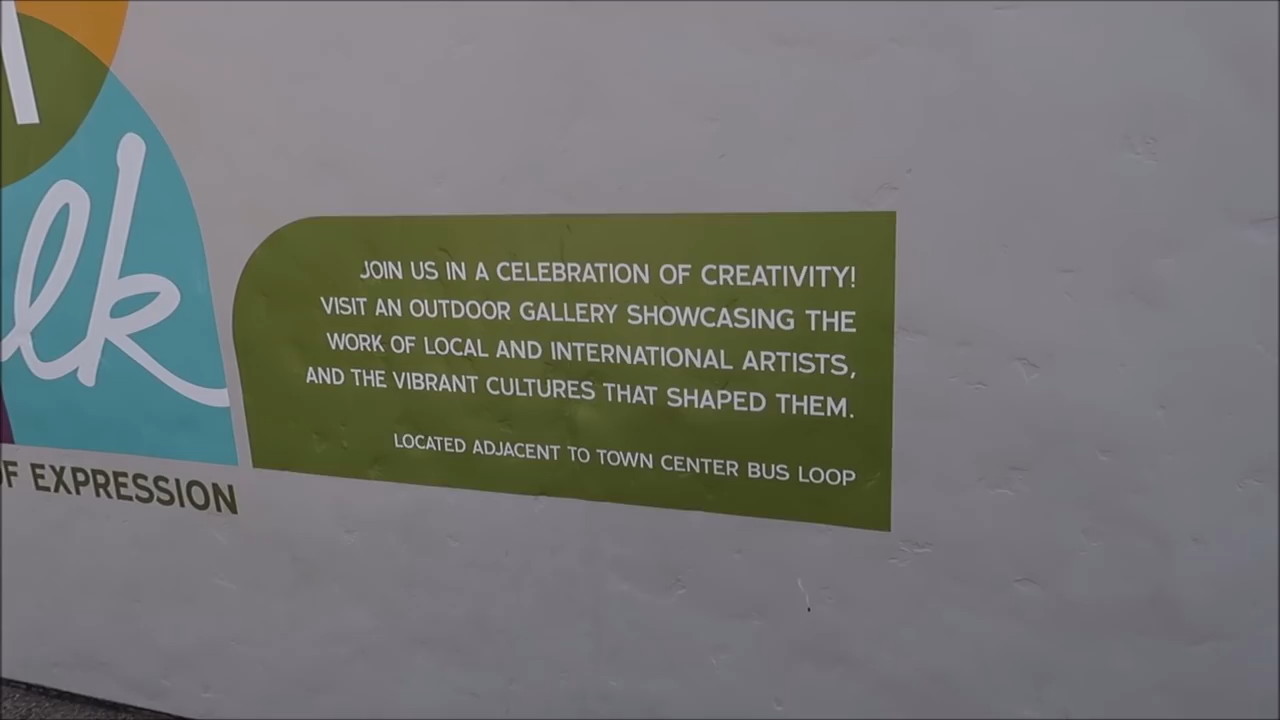 lk
OF EXPRESSION
JOIN US IN A CELEBRATION OF CREATIVITY!
VISIT AN OUTDOOR GALLERY SHOWCASING THE
WORK OF LOCAL AND INTERNATIONAL ARTISTS,
AND THE VIBRANT CULTURES THAT SHAPED THEM.
LOCATED ADJACENT TO TOWN CENTER BUS LOOP